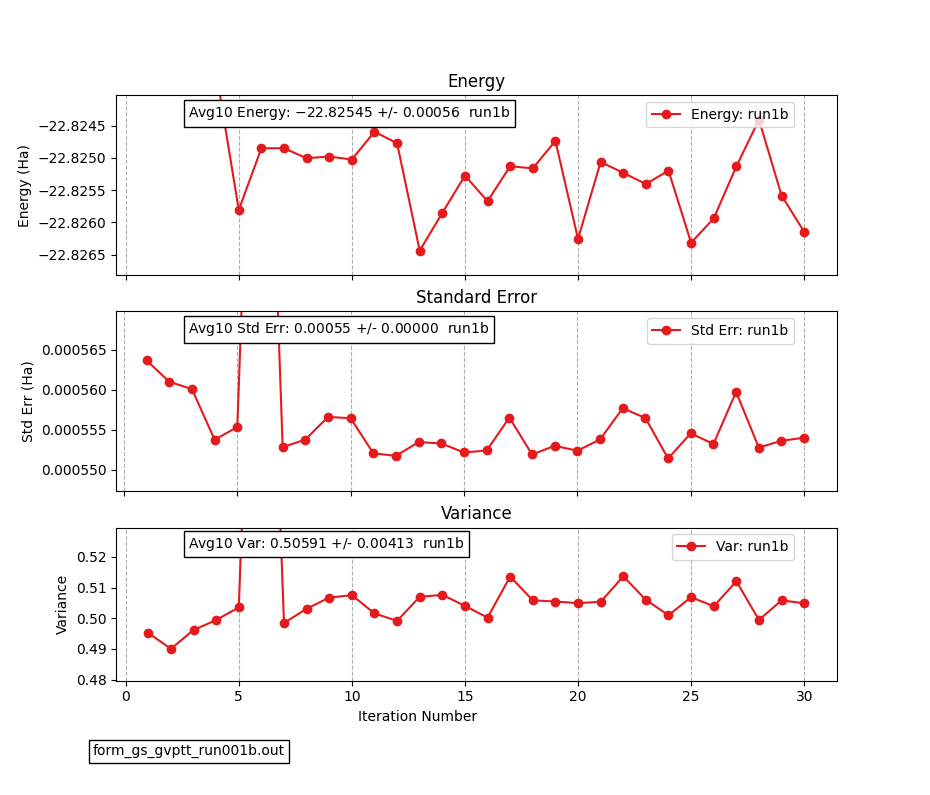 Energy
Avg10 Energy: −22.82545 +/- 0.00056  run1b
Energy: run1b
Energy (Ha)
−22.8245
−22.8250
−22.8255
−22.8260
−22.8265
Standard Error
Avg10 Std Err: 0.00055 +/- 0.00000  run1b
Std Err: run1b
Std Err (Ha)
0.000565
0.000560
0.000555
0.000550
Variance
Avg10 Var: 0.50591 +/- 0.00413  run1b
Var: run1b
Variance
0.52
0.51
0.50
0.49
0.48
0 5 10 15 20 25 30
Iteration Number
form_gs_gvptt_run001b.out